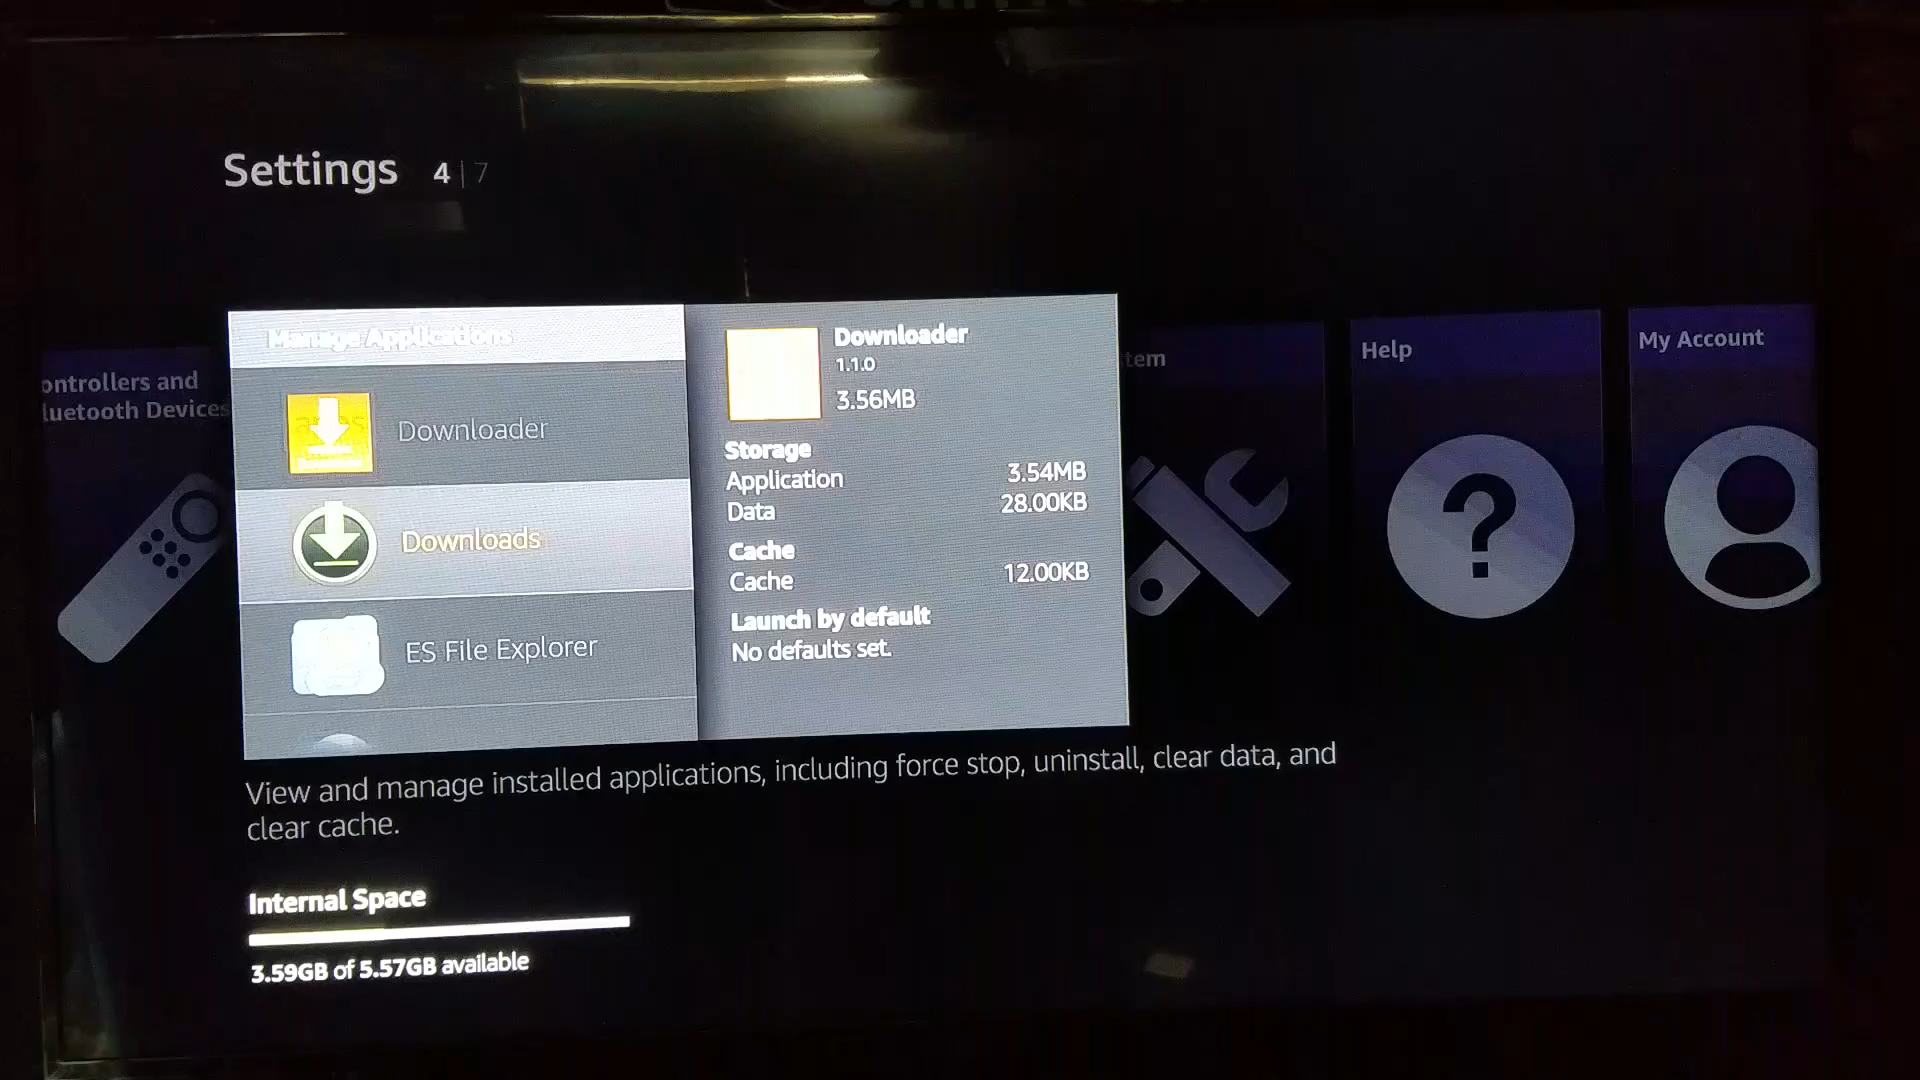 Settings 4 | 7
Manage Applications
Downloader
Downloads
ES File Explorer
Downloader
1.1.0
3.56MB
Storage
Application 3.54MB
Data 28.00KB
Cache
Cache 12.00KB
Launch by default
No defaults set.
ontrollers and
luetooth Devices
tem
Help
?
My Account
View and manage installed applications, including force stop, uninstall, clear data, and
clear cache.
Internal Space
3.59GB of 5.57GB available